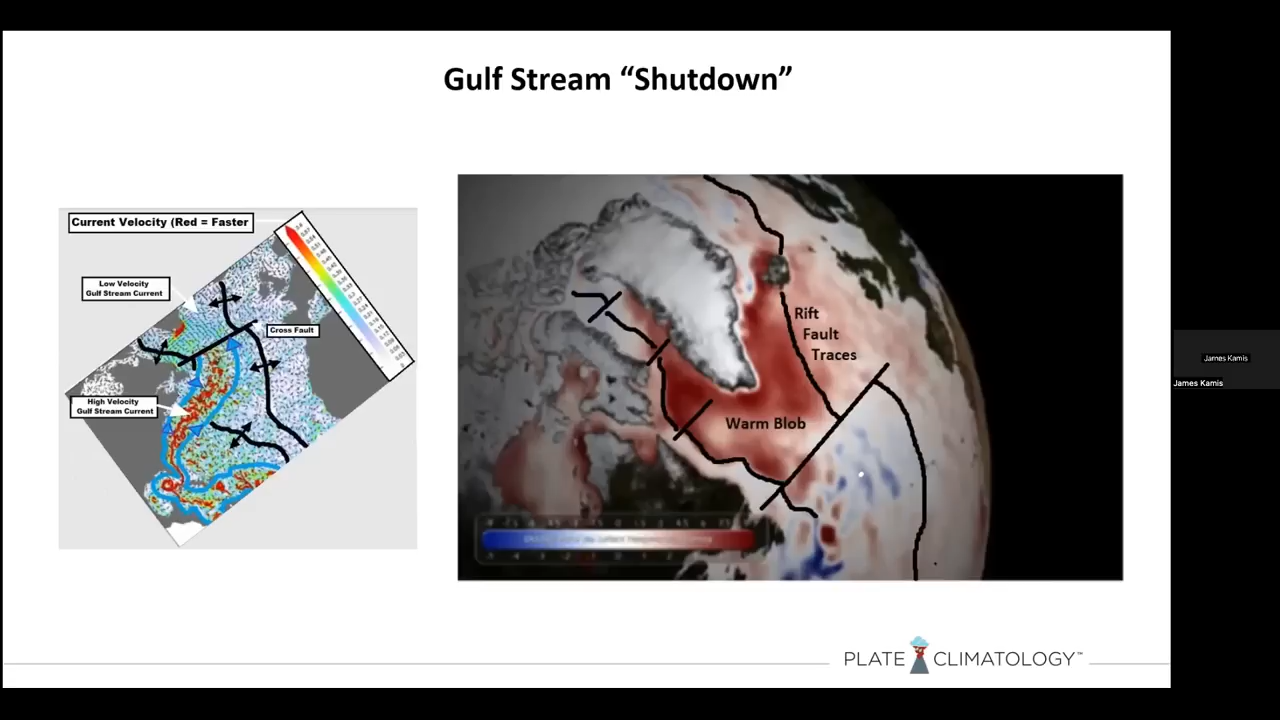 Gulf Stream “Shutdown”
Current Velocity (Red = Faster
Low Velocity
Gulf Stream Current
Cross Fault
High Velocity
Gulf Stream Current
Rift
Fault
Traces
Warm Blob
James Kamis
James Kamis
PLATE CLIMATOLOGY™